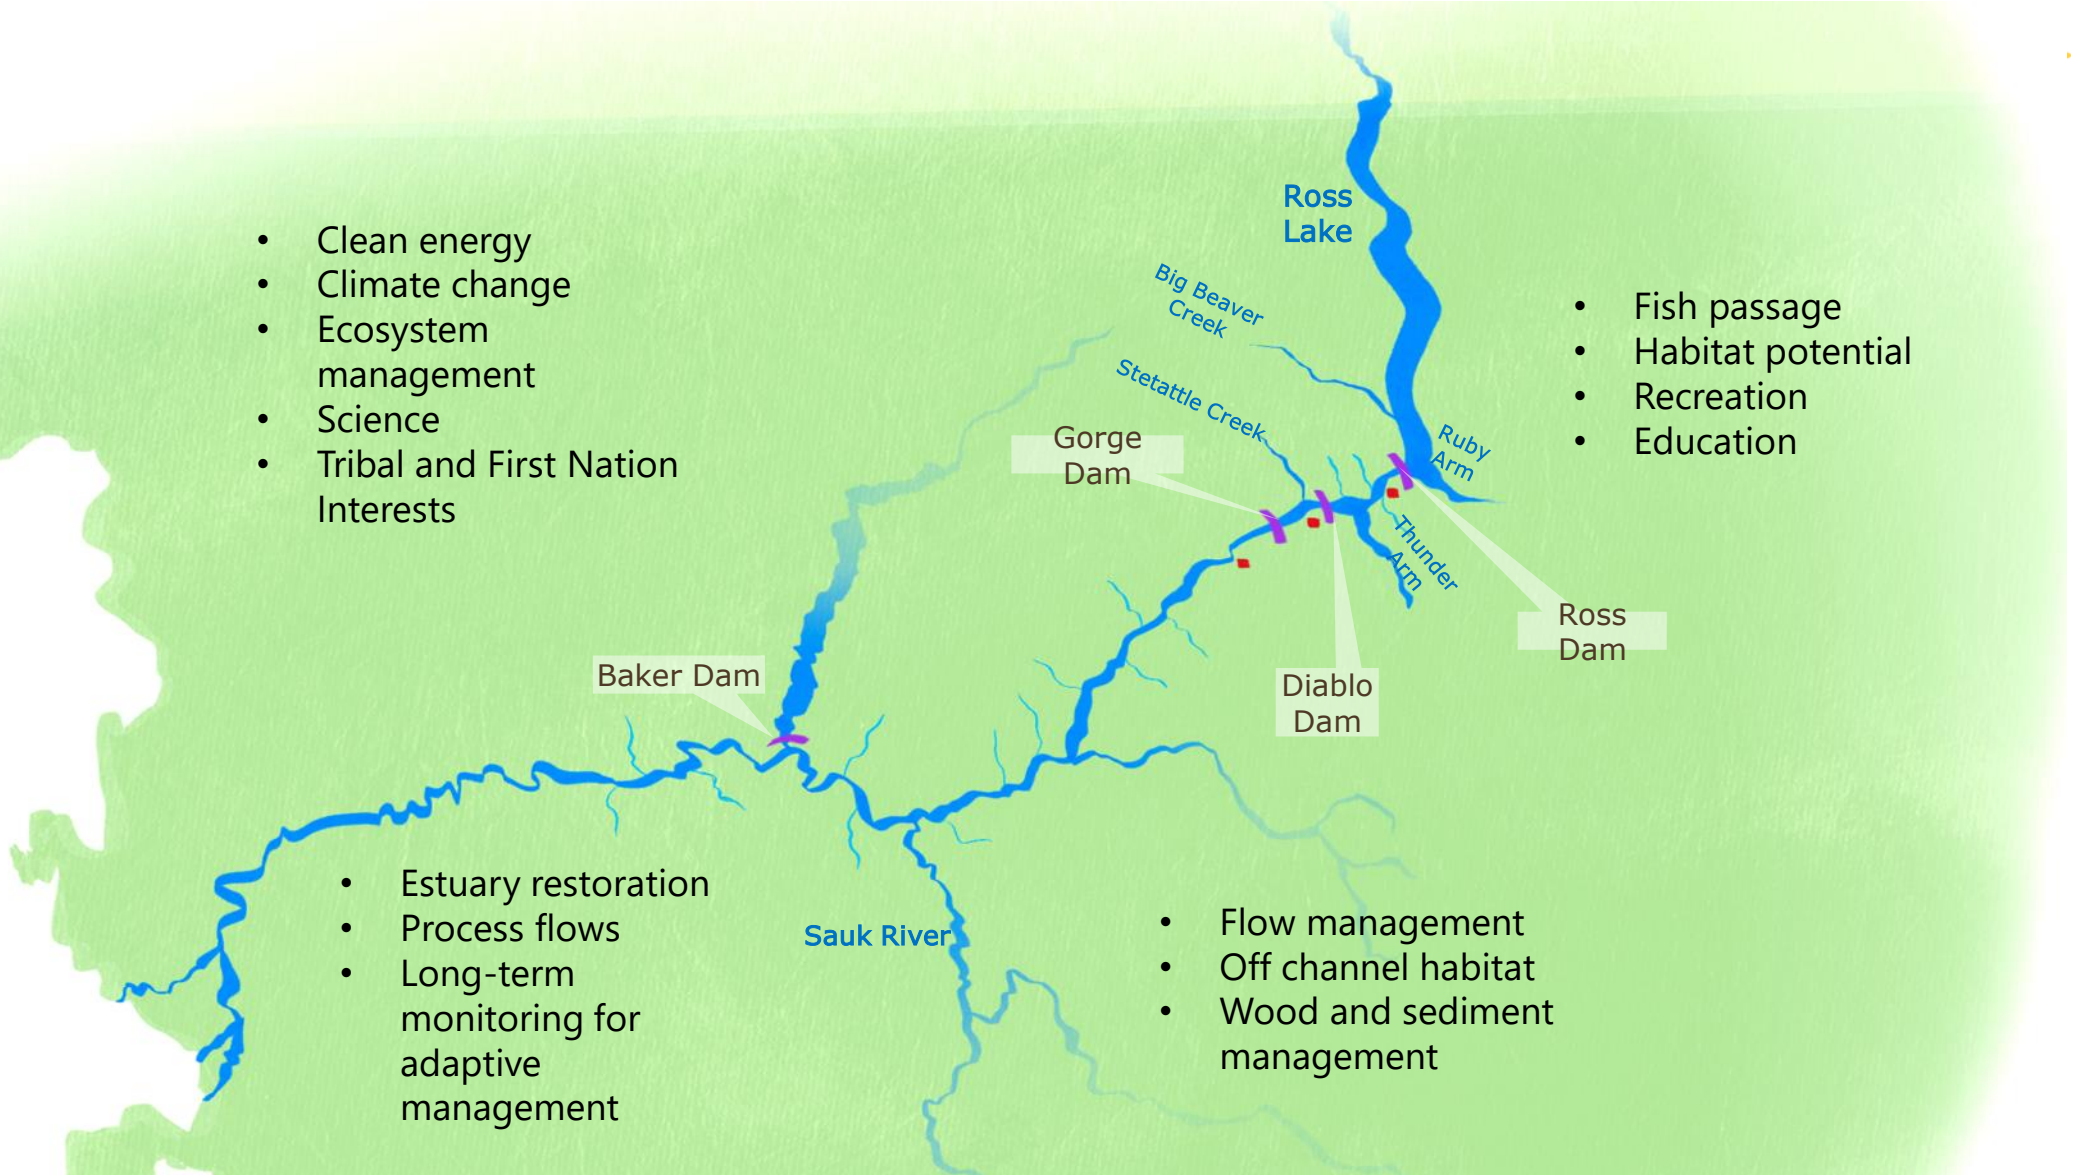 Ross
Lake
• Clean energy
• Climate change
• Ecosystem
management
• Science
• Tribal and First Nation
Interests
Big Beaver
Creek
Stetattle Creek
• Fish passage
• Habitat potential
• Recreation
• Education
Gorge
Dam
Ruby
Arm
Thunder
Arm
Ross
Dam
Baker Dam
Diablo
Dam
• Estuary restoration
• Process flows
• Long-term
monitoring for
adaptive
management
Sauk River
• Flow management
• Off channel habitat
• Wood and sediment
management